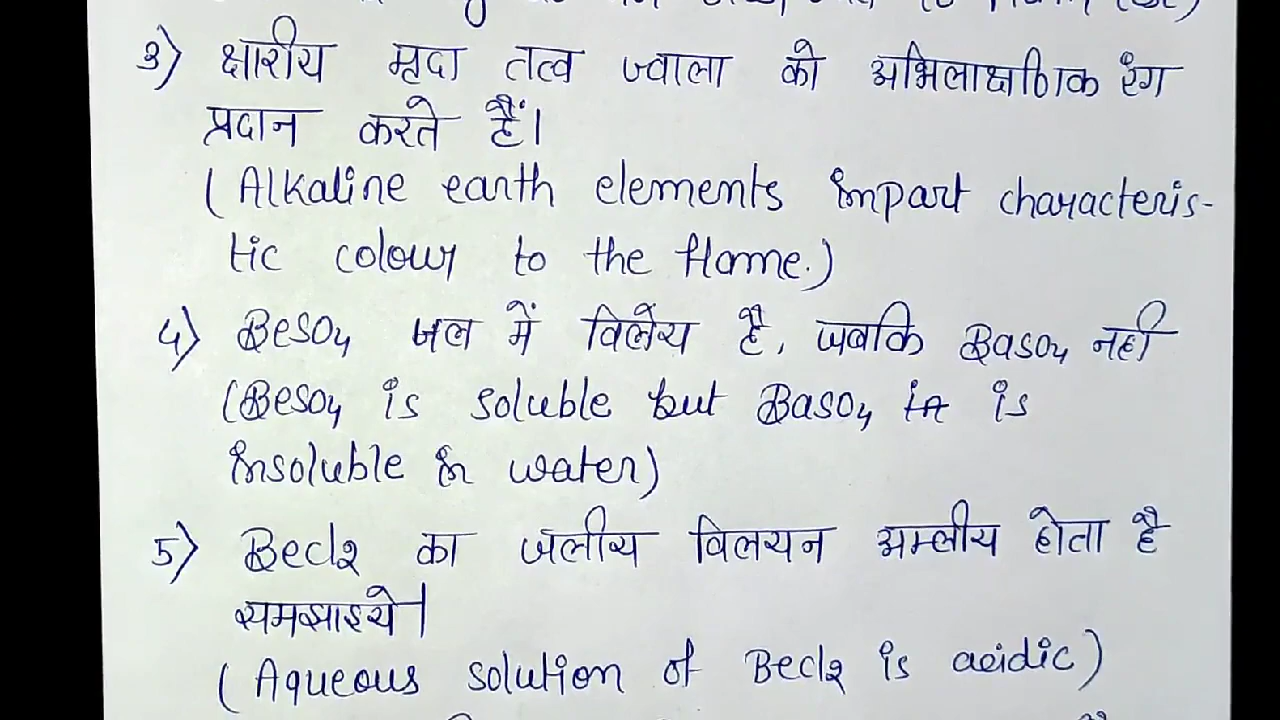 3) क्षारीय मृदा तत्व ज्वाला को अभिलाक्षणिक रंग
प्रदान करते हैं।
(Alkaline earth elements impart characteris-
tic colour to the flame.)
4) BeSO4 जल में विलेय है, जबकि BaSO4 नहीं
(BeSO4 is soluble but BaSO4 is
insoluble in water)
5) Becl2 का जलीय विलयन अम्लीय होता है
समझाइये।
(Aqueous solution of Becl2 is acidic)